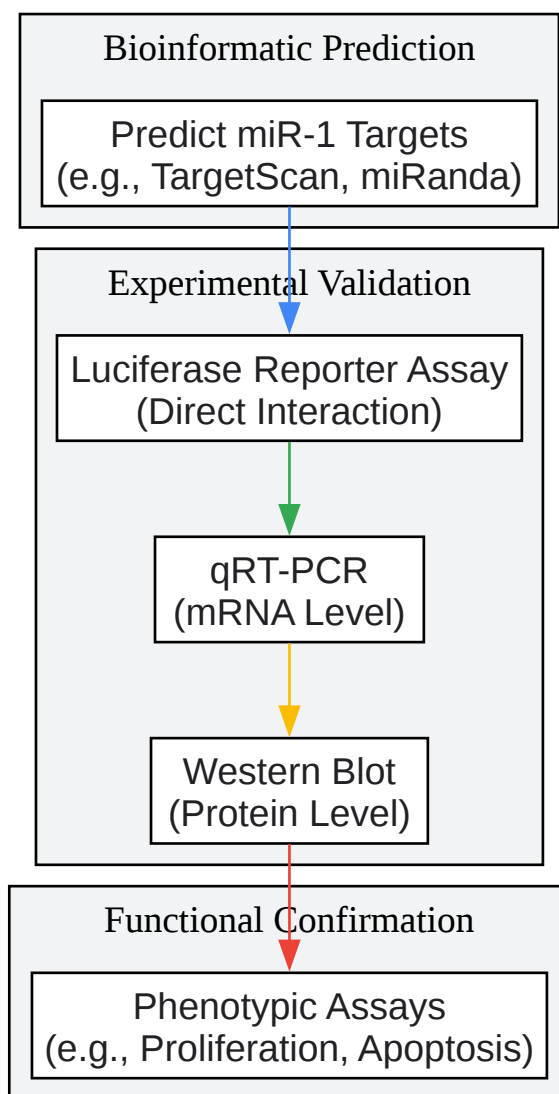 Bioinformatic Prediction
Predict miR-1 Targets
(e.g., TargetScan, miRanda)
Experimental Validation
Luciferase Reporter Assay
(Direct Interaction)
qRT-PCR
(mRNA Level)
Western Blot
(Protein Level)
Functional Confirmation
Phenotypic Assays
(e.g., Proliferation, Apoptosis)